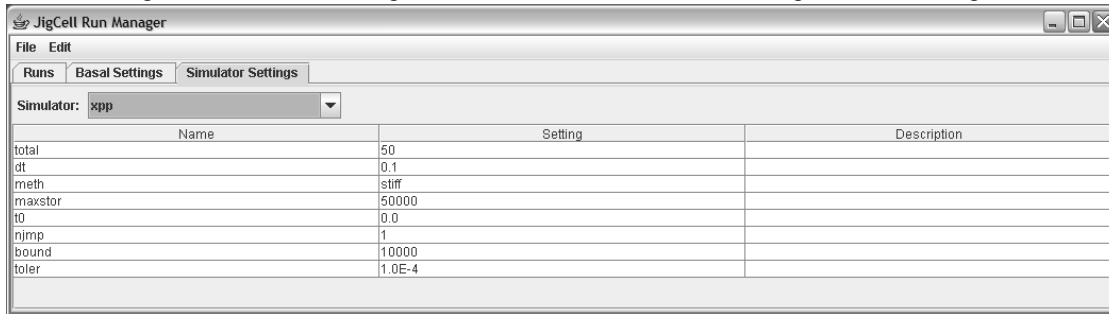 JigCell Run Manager
File Edit
Runs Basal Settings Simulator Settings
Simulator: xpp
Name Setting Description
total 50
dt 0.1
meth stiff
maxstor 50000
t0 0.0
njmp 1
bound 10000
toler 1.0E-4